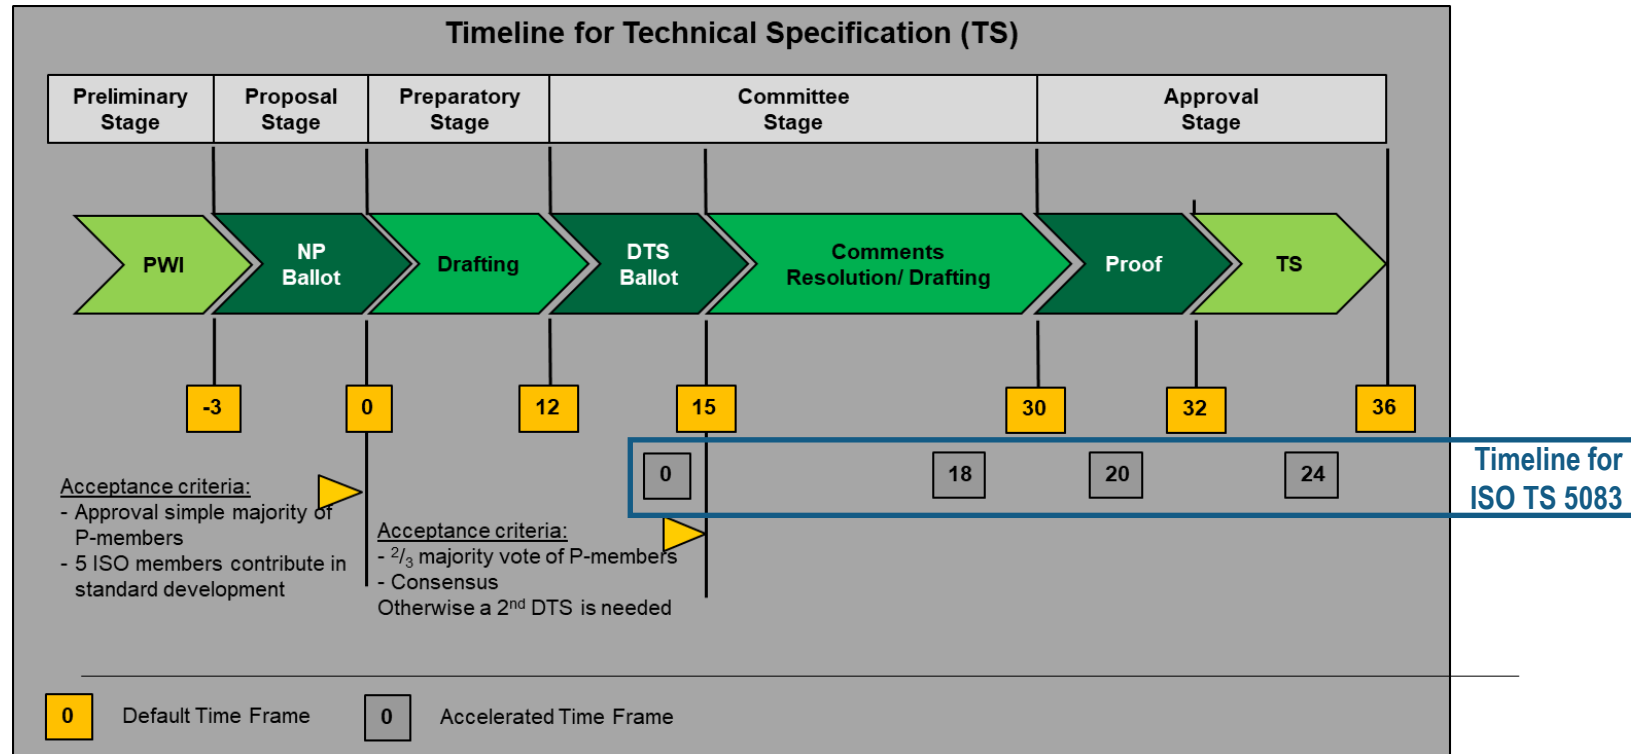 Timeline for Technical Specification (TS)
Preliminary
Stage
Proposal
Stage
Preparatory
Stage
Committee
Stage
Approval
Stage
PWI
NP
Ballot
Drafting
DTS
Ballot
Comments
Resolution/ Drafting
Proof
TS
-3
0
12
15
30
32
36
0
18
20
24
Timeline for
ISO TS 5083
Acceptance criteria:
- Approval simple majority of
P-members
- 5 ISO members contribute in
standard development
Acceptance criteria:
- 2/3 majority vote of P-members
- Consensus
Otherwise a 2nd DTS is needed
0 Default Time Frame
0 Accelerated Time Frame